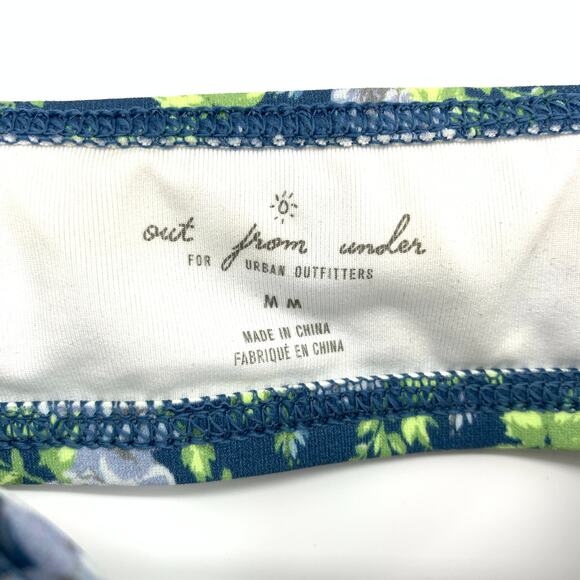 out from under
FOR URBAN OUTFITTERS
M M
MADE IN CHINA
FABRIQUÉ EN CHINA